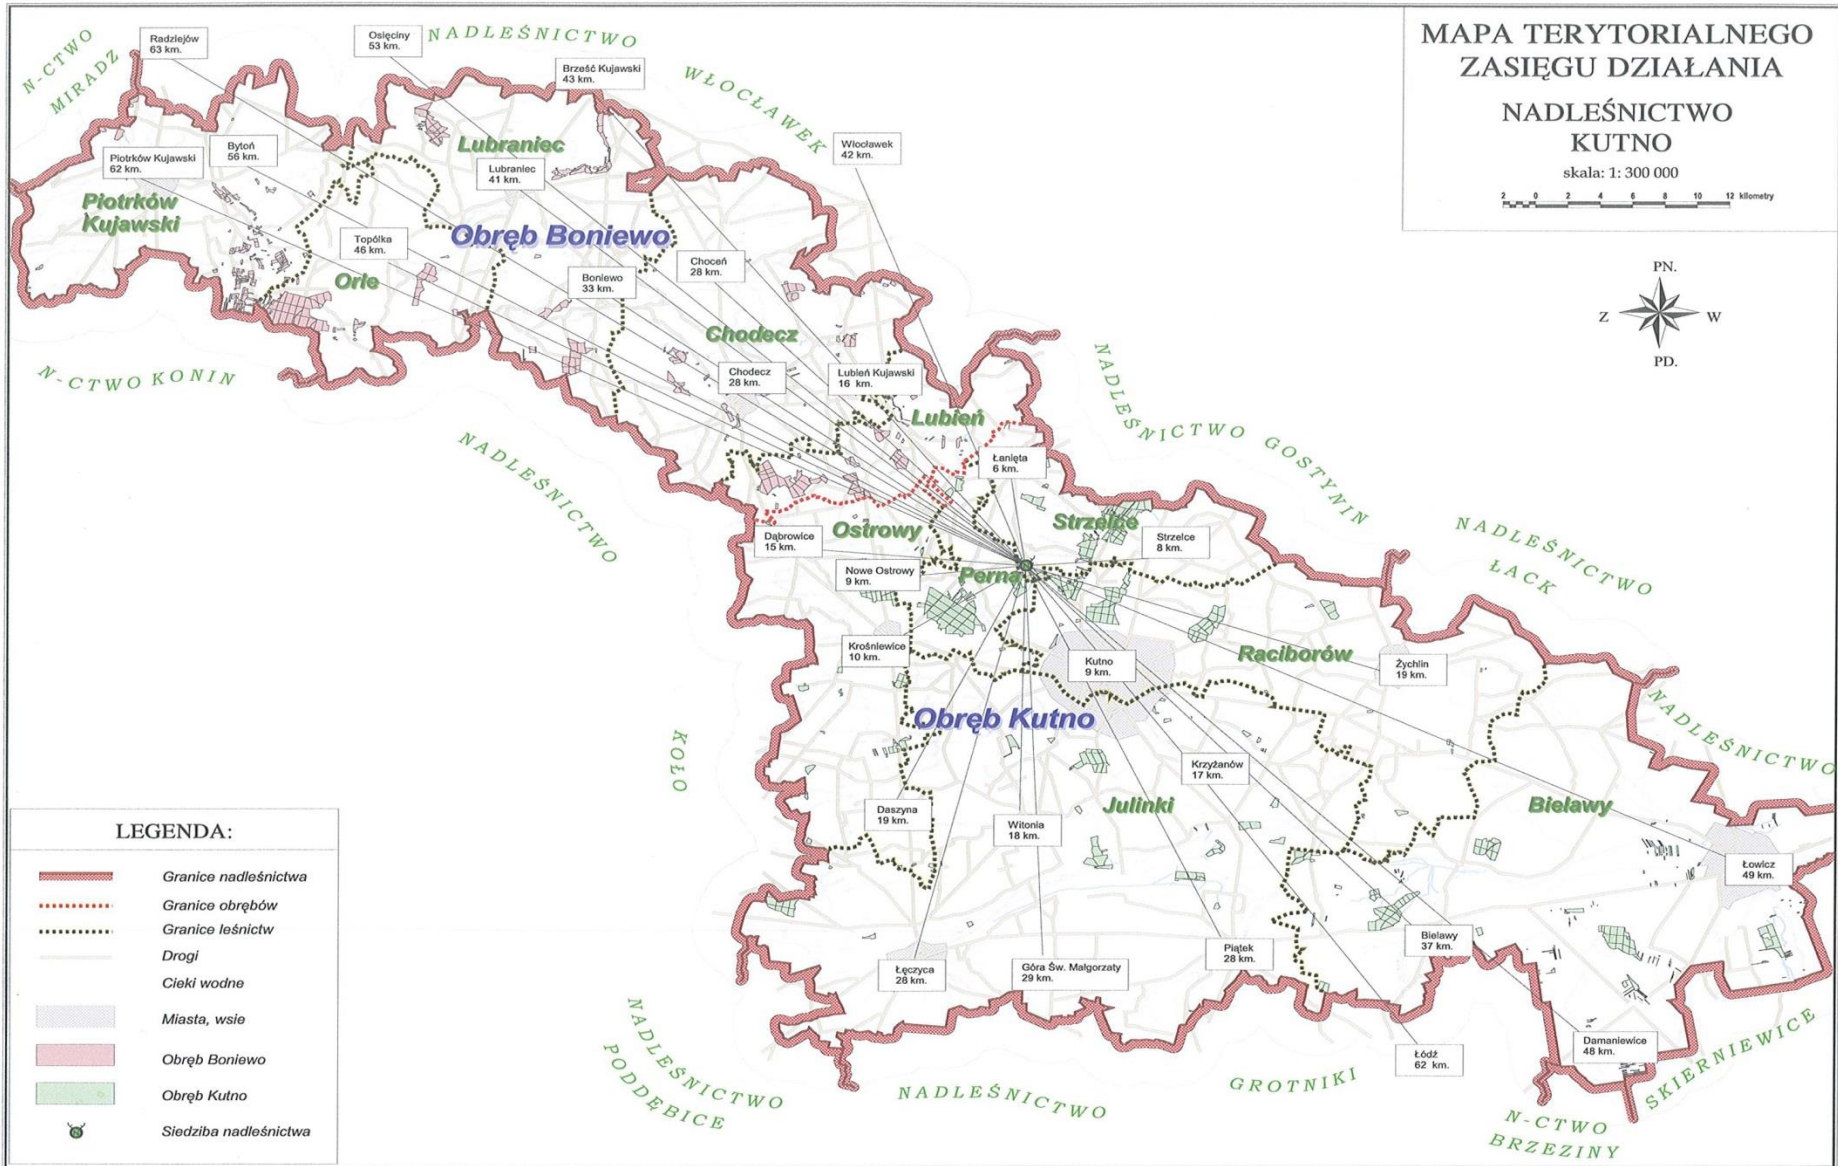 MAPA TERYTORIALNEGO
ZASIĘGU DZIAŁANIA
NADLEŚNICTWO
KUTNO
skala: 1: 300 000
2 0 2 4 6 8 10 12 kilometry
PN.
Z
W
PD.
N-CTWO
MIRADZ
NADLEŚNICTWO
WŁOCŁAWEK
Radziejów
63 km.
Osięciny
53 km.
Brześć Kujawski
43 km.
Włocławek
42 km.
Piotrków Kujawski
62 km.
Bytoń
56 km.
Lubraniec
Lubraniec
41 km.
Piotrków
Kujawski
Obręb Boniewo
Topólka
46 km.
Orle
Boniewo
33 km.
Choceń
28 km.
Chodecz
Chodecz
28 km.
Lubień Kujawski
16 km.
Lubień
N-CTWO KONIN
NADLEŚNICTWO
KOŁO
NADLEŚNICTWO GOSTYNIN
NADLEŚNICTWO
ŁACK
NADLEŚNICTWO
Łanięta
6 km.
Strzelce
Ostrowy
Dąbrowice
15 km.
Strzelce
8 km.
Nowe Ostrowy
9 km.
Perna
Krośniewice
10 km.
Kutno
9 km.
Raciborów
Żychlin
19 km.
Obręb Kutno
Krzyżanów
17 km.
Daszyna
19 km.
Witonia
18 km.
Julinki
Bielawy
Łowicz
49 km.
Łęczyca
28 km.
Góra Św. Małgorzaty
29 km.
Piątek
28 km.
Bielawy
37 km.
Łódź
62 km.
Damaniewice
48 km.
NADLEŚNICTWO
PODDĘBICE
NADLEŚNICTWO
GROTNIKI
N-CTWO
BRZEZINY
SKIERNIEWICE
LEGENDA:
Granice nadleśnictwa
Granice obrębów
Granice leśnictw
Drogi
Cieki wodne
Miasta, wsie
Obręb Boniewo
Obręb Kutno
Siedziba nadleśnictwa